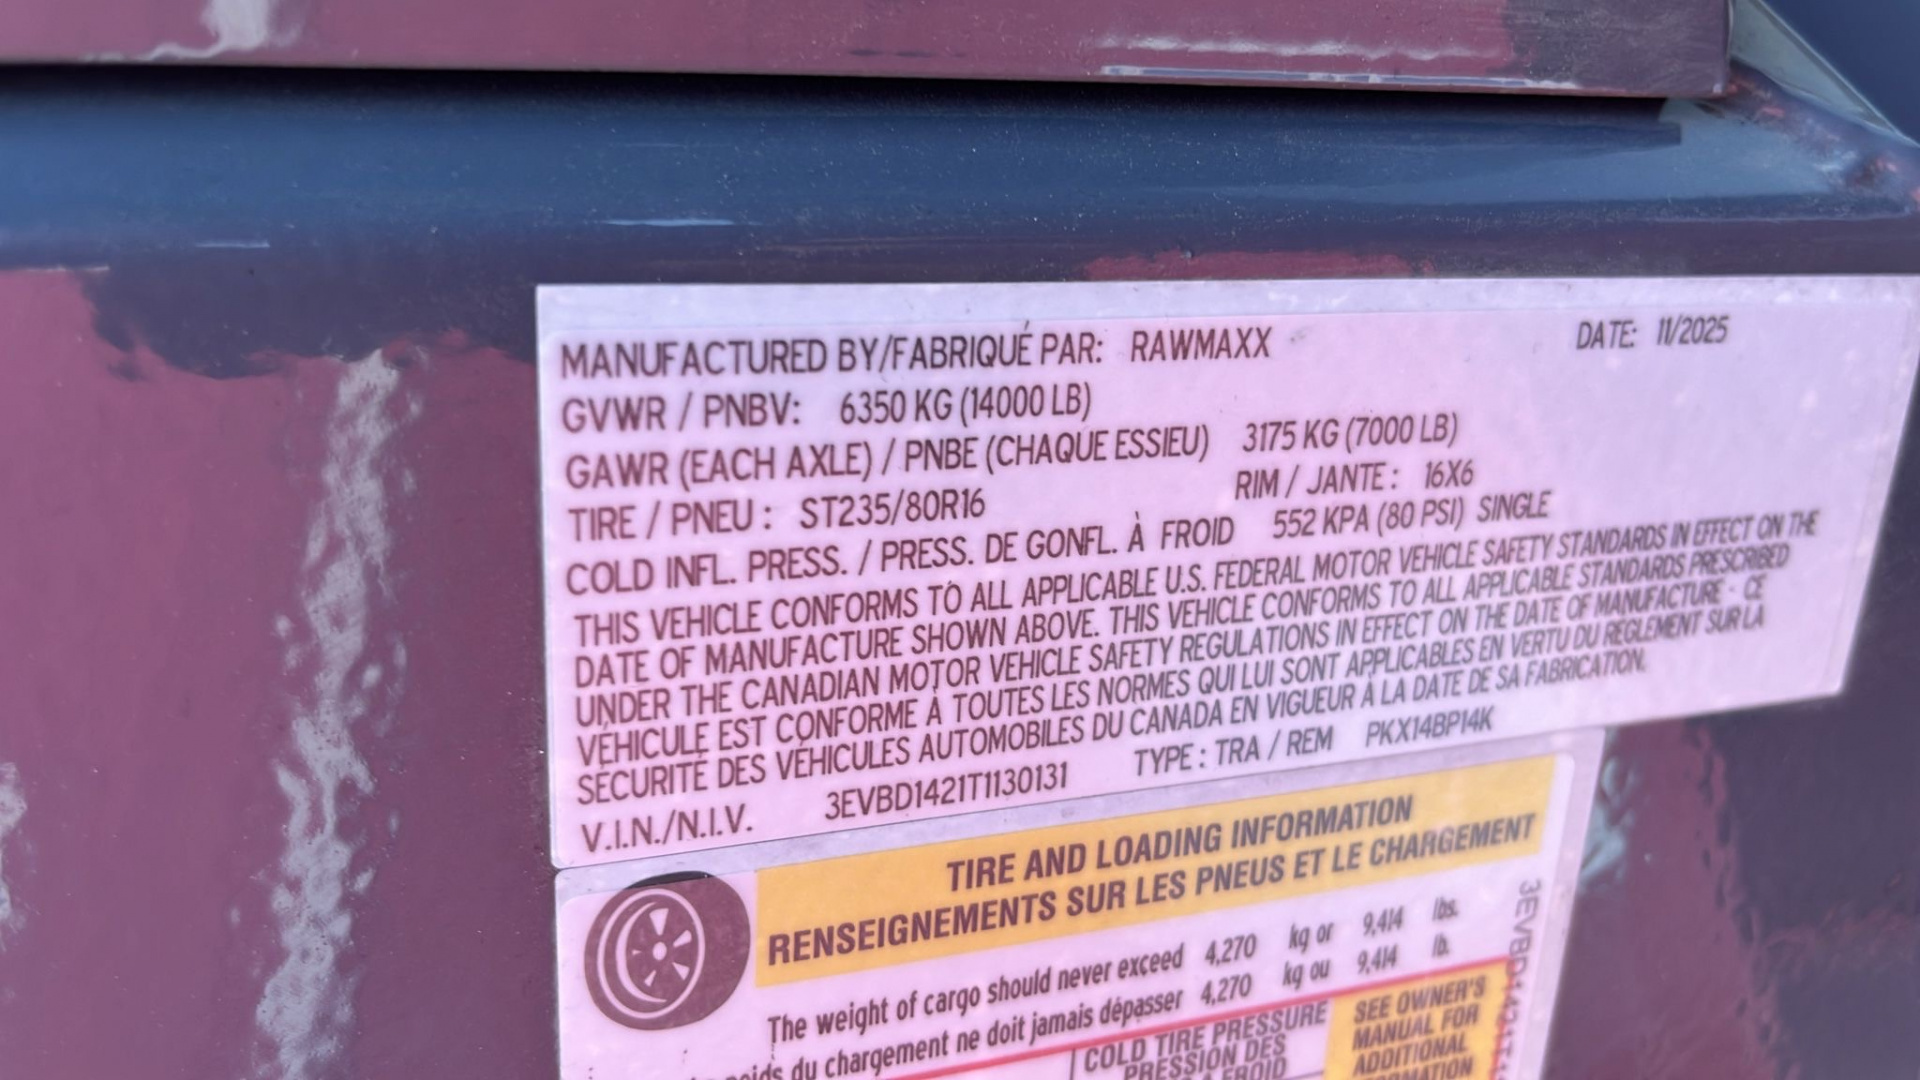 MANUFACTURED BY/FABRIQUÉ PAR: RAWMAXX DATE: 11/2025
GVWR / PNBV: 6350 KG (14000 LB)
GAWR (EACH AXLE) / PNBE (CHAQUE ESSIEU) 3175 KG (7000 LB)
TIRE / PNEU : ST235/80R16 RIM / JANTE : 16X6
COLD INFL. PRESS. / PRESS. DE GONFL. À FROID 552 KPA (80 PSI) SINGLE
THIS VEHICLE CONFORMS TO ALL APPLICABLE U.S. FEDERAL MOTOR VEHICLE SAFETY STANDARDS IN EFFECT ON THE
DATE OF MANUFACTURE SHOWN ABOVE. THIS VEHICLE CONFORMS TO ALL APPLICABLE STANDARDS PRESCRIBED
UNDER THE CANADIAN MOTOR VEHICLE SAFETY REGULATIONS IN EFFECT ON THE DATE OF MANUFACTURE - CE
VÉHICULE EST CONFORME À TOUTES LES NORMES QUI LUI SONT APPLICABLES EN VERTU DU RÈGLEMENT SUR LA
SÉCURITÉ DES VÉHICULES AUTOMOBILES DU CANADA EN VIGUEUR À LA DATE DE SA FABRICATION.
V.I.N./N.I.V. 3EVBD1421T1130131 TYPE : TRA / REM PKX14BP14K
TIRE AND LOADING INFORMATION
RENSEIGNEMENTS SUR LES PNEUS ET LE CHARGEMENT
The weight of cargo should never exceed 4,270 kg or 9,414 lbs.
poids du chargement ne doit jamais dépasser 4,270 kg ou 9,414 lb.
COLD TIRE PRESSURE
PRESSION DES
FROID
SEE OWNER'S
MANUAL FOR
ADDITIONAL